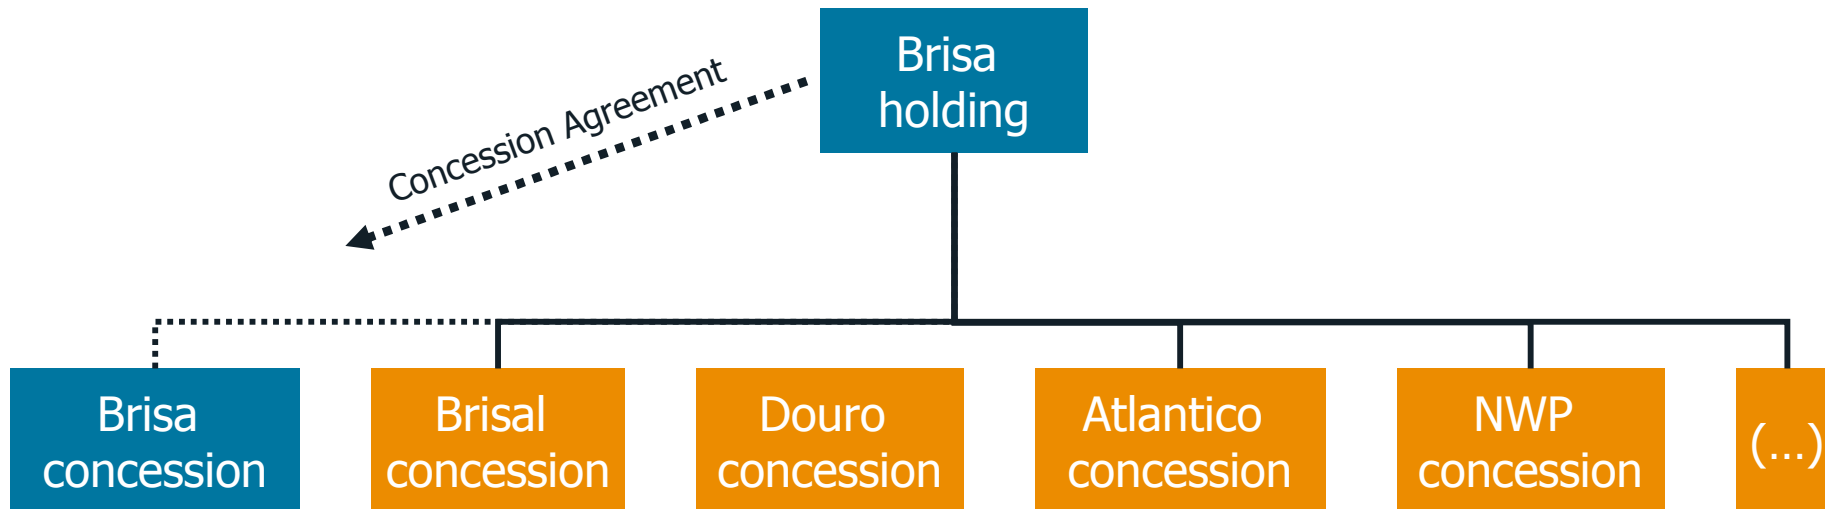 Brisa
holding
Concession Agreement
Brisa
concession
Brisal
concession
Douro
concession
Atlantico
concession
NWP
concession
(...)